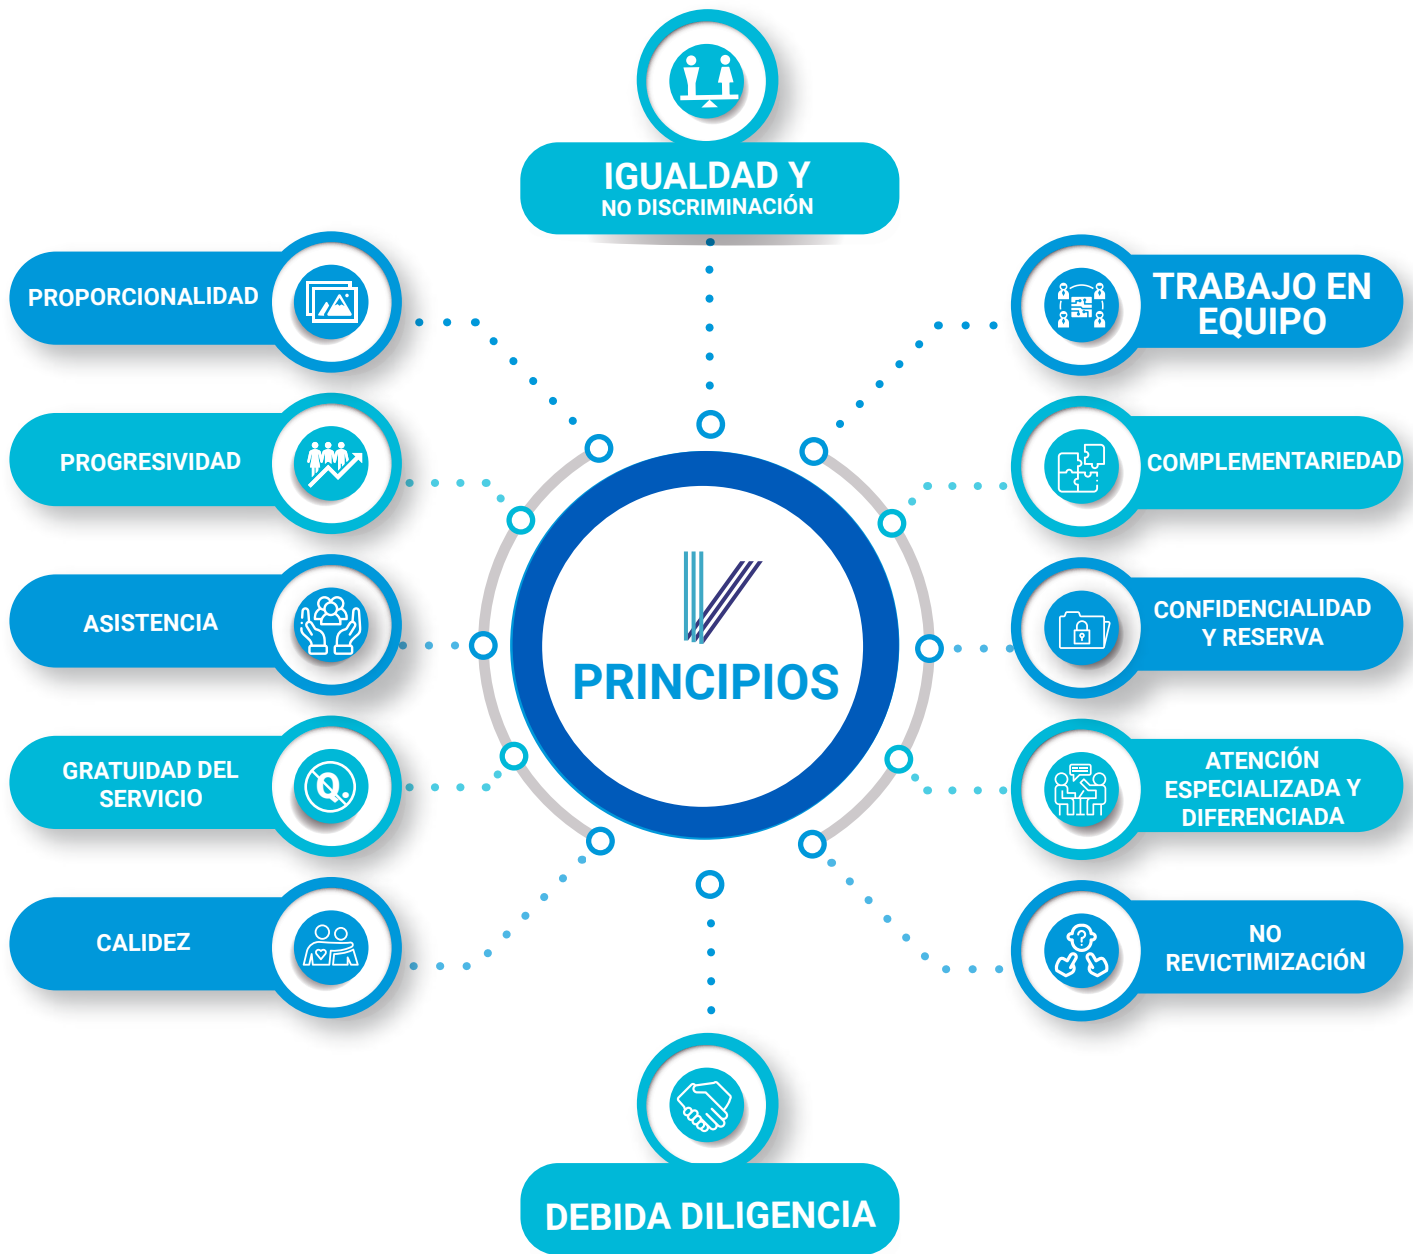 IGUALDAD Y
NO DISCRIMINACIÓN
PROPORCIONALIDAD
TRABAJO EN
EQUIPO
PROGRESIVIDAD
COMPLEMENTARIEDAD
ASISTENCIA
CONFIDENCIALIDAD
Y RESERVA
PRINCIPIOS
GRATUIDAD DEL
SERVICIO
Q.
ATENCIÓN
ESPECIALIZADA Y
DIFERENCIADA
CALIDEZ
NO
REVICTIMIZACIÓN
?
DEBIDA DILIGENCIA